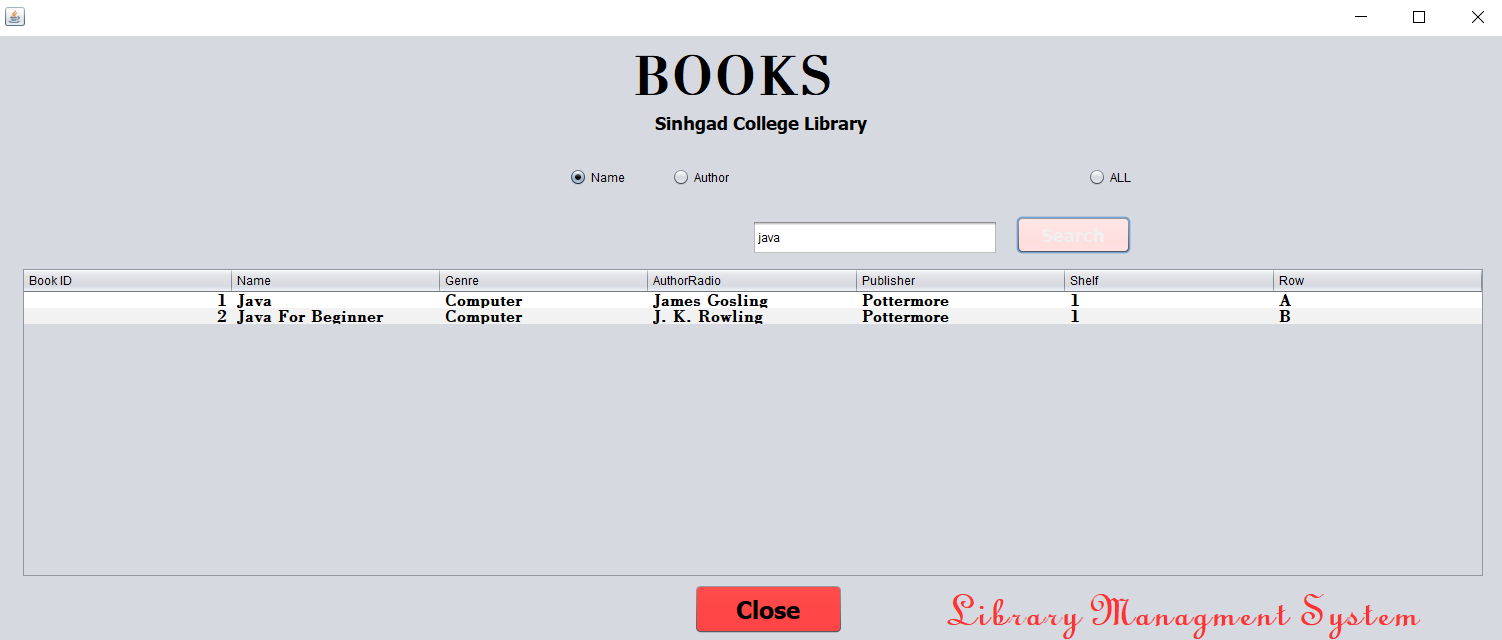 BOOKS
Sinhgad College Library
Name Author ALL
java Search
Book ID Name Genre AuthorRadio Publisher Shelf Row
1 Java Computer James Gosling Pottermore 1 A
2 Java For Beginner Computer J. K. Rowling Pottermore 1 B
Close
Library Managment System